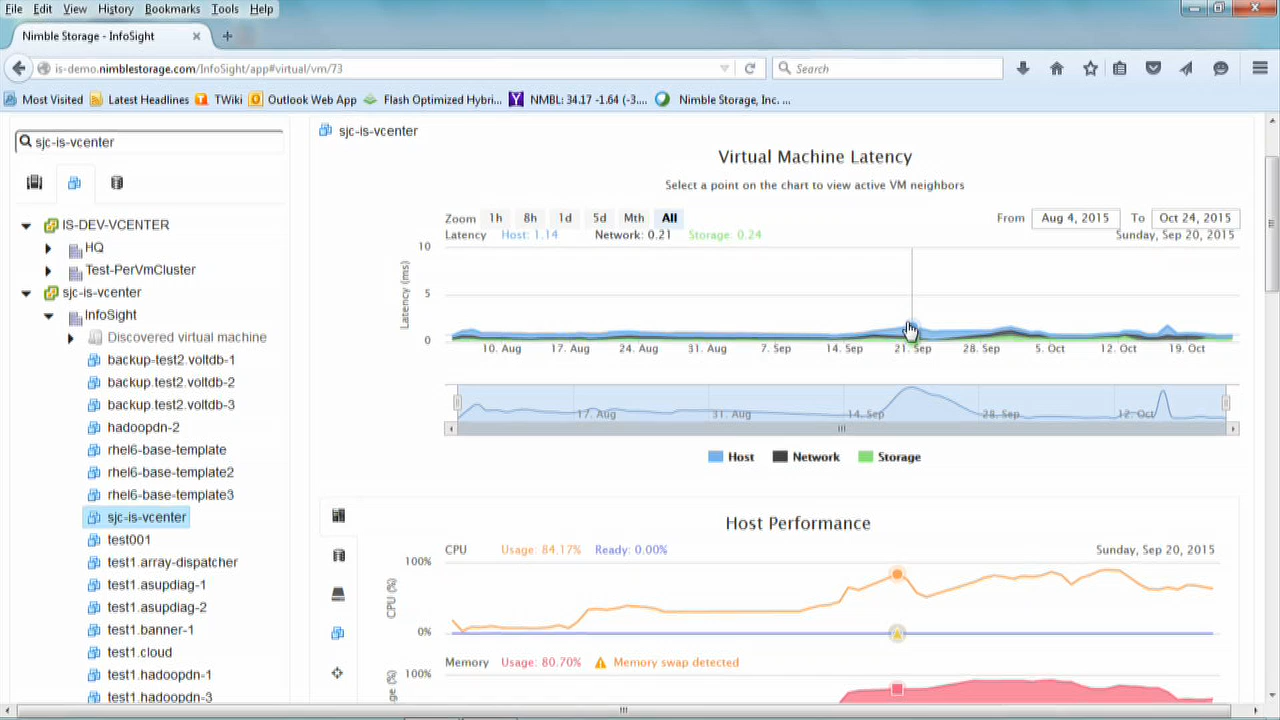 File Edit View History Bookmarks Tools Help
Nimble Storage - InfoSight
is-demo.nimblestorage.com/InfoSight/app#virtual/vm/73
Search
Most Visited Latest Headlines TWiki Outlook Web App Flash Optimized Hybri... NMBL: 34.17 -1.64 (-3.... Nimble Storage, Inc. ...
sjc-is-vcenter
IS-DEV-VCENTER
HQ
Test-PerVmCluster
sjc-is-vcenter
InfoSight
Discovered virtual machine
backup-test2.voltdb-1
backup.test2.voltdb-2
backup.test2.voltdb-3
hadoopdn-2
rhel6-base-template
rhel6-base-template2
rhel6-base-template3
sjc-is-vcenter
test001
test1.array-dispatcher
test1.asupdiag-1
test1.asupdiag-2
test1.banner-1
test1.cloud
test1.hadoopdn-1
test1.hadoopdn-3
sjc-is-vcenter
Virtual Machine Latency
Select a point on the chart to view active VM neighbors
Zoom 1h 8h 1d 5d Mth All From Aug 4, 2015 To Oct 24, 2015
Latency Host: 1.14 Network: 0.21 Storage: 0.24 Sunday, Sep 20, 2015
Latency (ms)
10
5
0
10. Aug 17. Aug 24. Aug 31. Aug 7. Sep 14. Sep 21. Sep 28. Sep 5. Oct 12. Oct 19. Oct
17. Aug 31. Aug 14. Sep 28. Sep 12. Oct
Host Network Storage
Host Performance
CPU Usage: 84.17% Ready: 0.00% Sunday, Sep 20, 2015
CPU (%)
100%
0%
Memory Usage: 80.70% Memory swap detected
100%